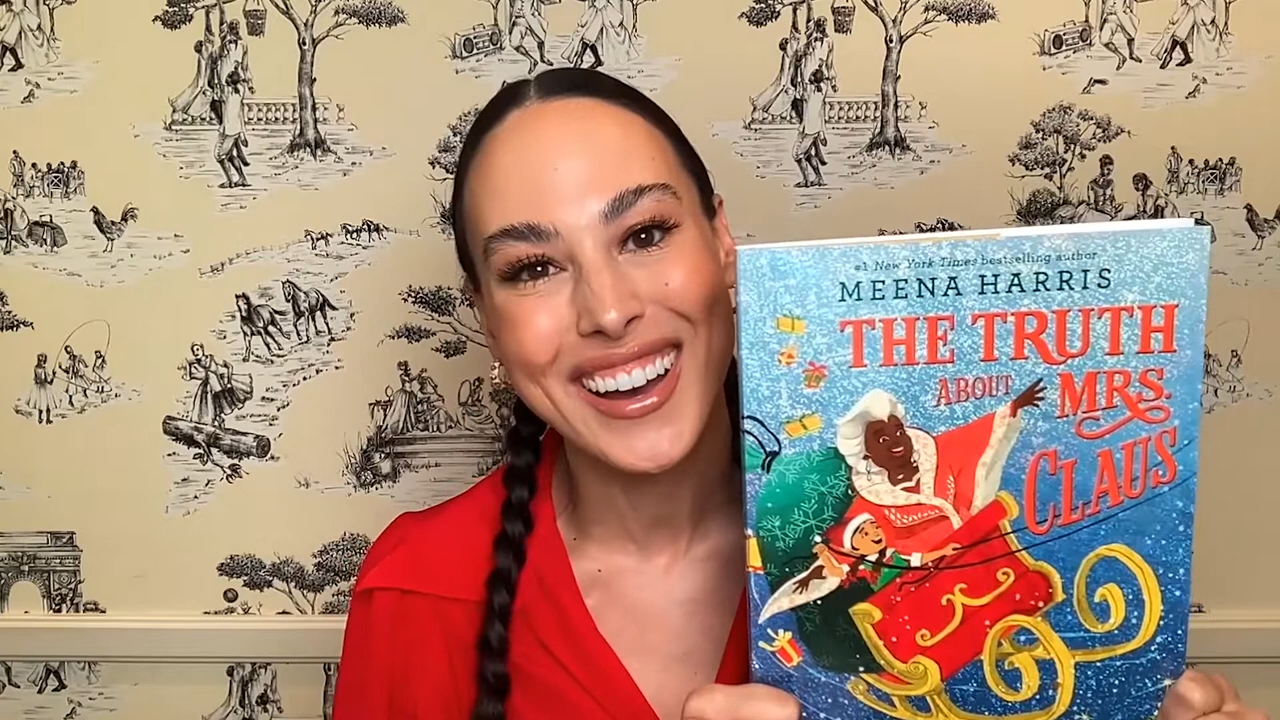 #1 New York Times bestselling author
MEENA HARRIS
THE TRUTH
ABOUT MRS.
CLAUS